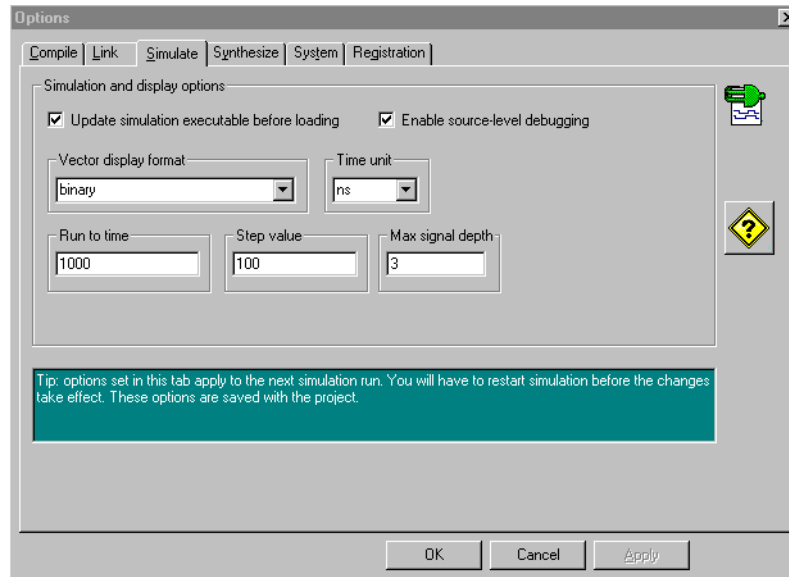 Options
Compile Link Simulate Synthesize System Registration
Simulation and display options
Update simulation executable before loading Enable source-level debugging
Vector display format Time unit
binary ns
Run to time Step value Max signal depth
1000 100 3
Tip: options set in this tab apply to the next simulation run. You will have to restart simulation before the changes
take effect. These options are saved with the project.
OK Cancel Apply